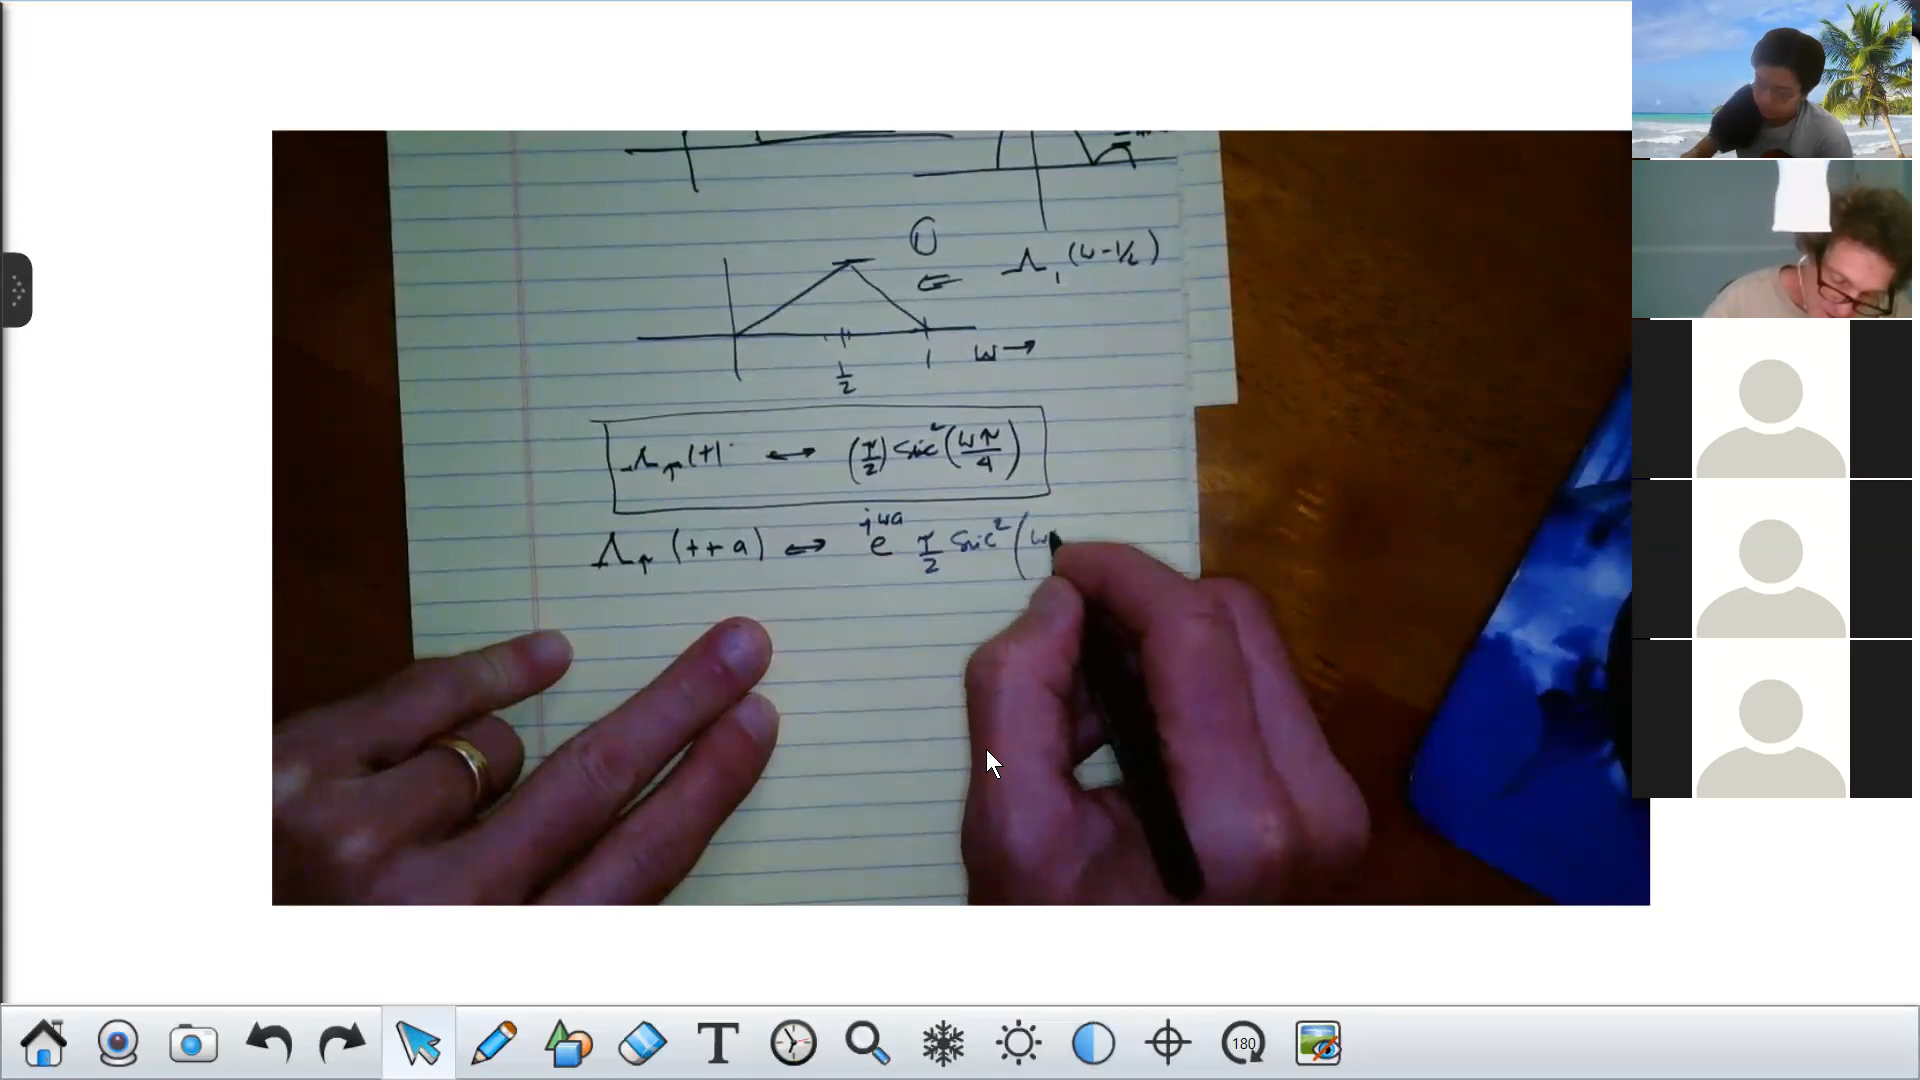 Λ₁(ω-1/2)
1/2 1 ω→
Λτ(t) ↔ (τ/2) Sinc²(ωτ/4)
Λτ(t+a) ↔ e^jωa τ/2 Sinc²(ω
T
180